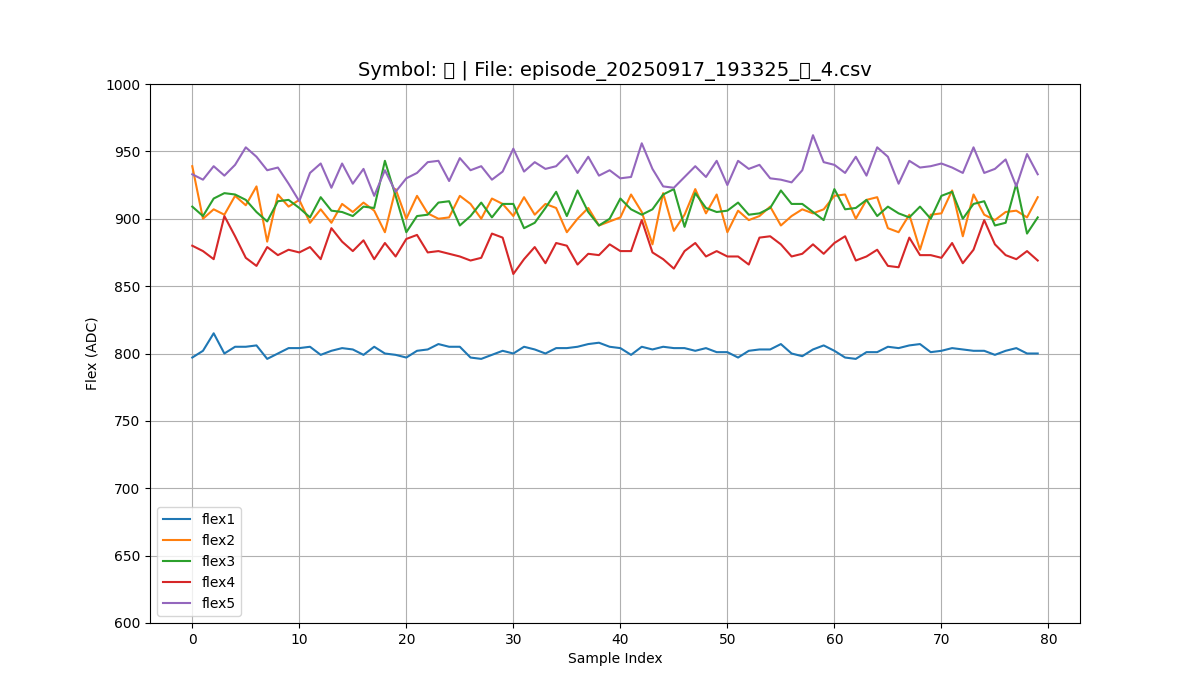 Symbol: | File: episode_20250917_193325_ _4.csv
1000
950
900
850
800
750
700
650
600
Flex (ADC)
flex1
flex2
flex3
flex4
flex5
0 10 20 30 40 50 60 70 80
Sample Index